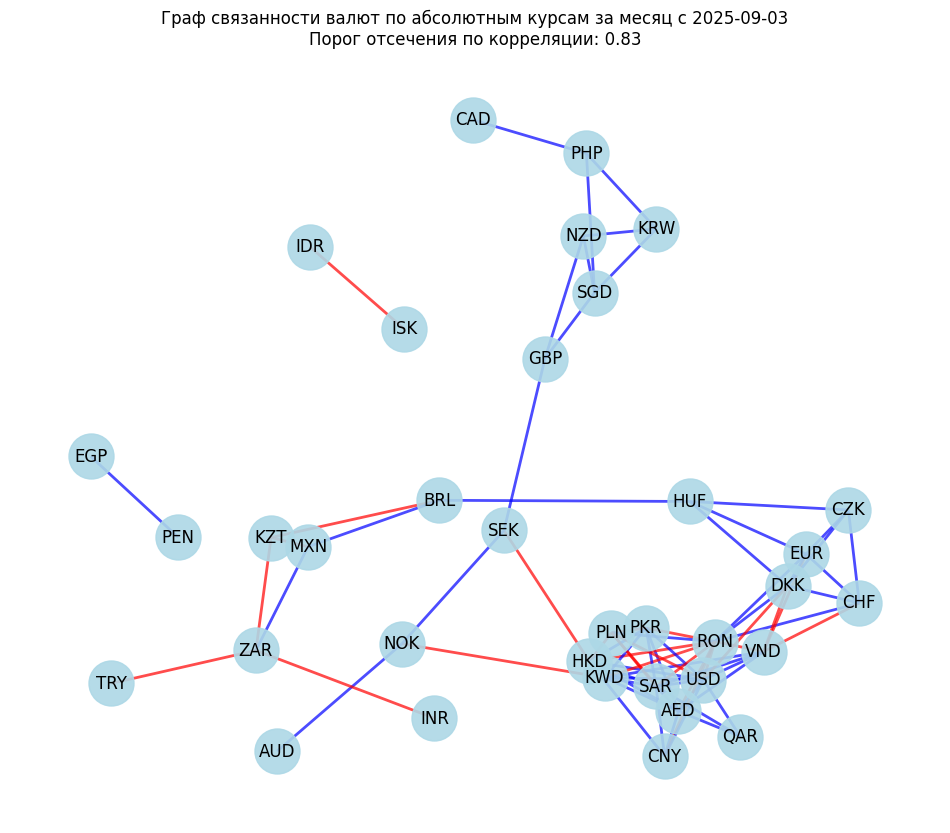 Граф связанности валют по абсолютным курсам за месяц с 2025-09-03
Порог отсечения по корреляции: 0.83
CAD
PHP
KRW
NZD
IDR
SGD
ISK
GBP
EGP
BRL
HUF
CZK
SEK
PEN
KZT
MXN
EUR
DKK
CHF
PKR
PLN
RON
NOK
ZAR
VND
HKD
KWD
USD
TRY
SAR
AED
INR
QAR
AUD
CNY